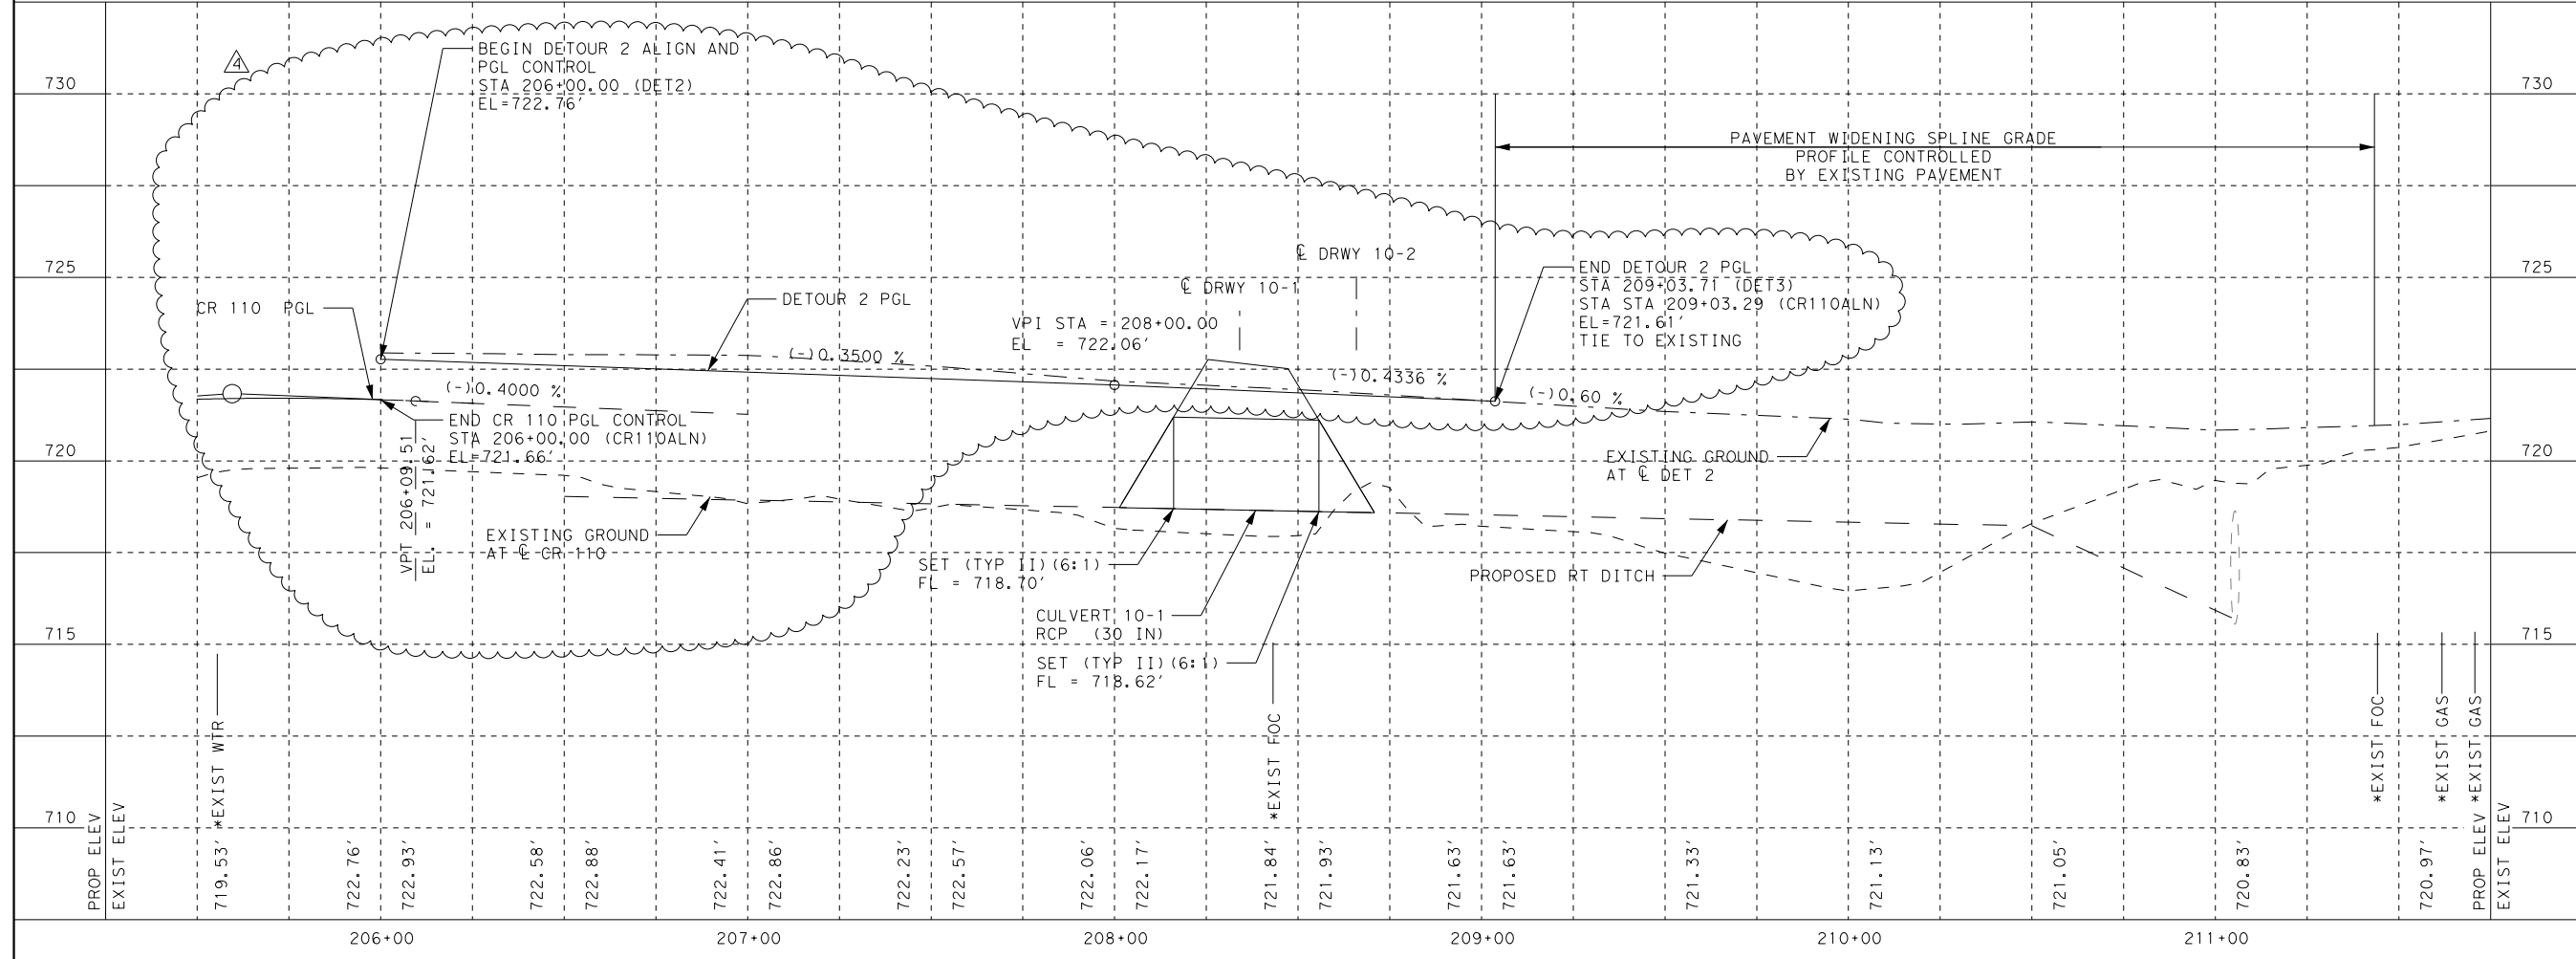 4
BEGIN DETOUR 2 ALIGN AND
PGL CONTROL
STA 206+00.00 (DET2)
EL=722.76'
730
730
PAVEMENT WIDENING SPLINE GRADE
PROFILE CONTROLLED
BY EXISTING PAVEMENT
725
725
℄ DRWY 10-2
℄ DRWY 10-1
END DETOUR 2 PGL
STA 209+03.71 (DET3)
STA STA 209+03.29 (CR110ALN)
EL=721.61'
TIE TO EXISTING
CR 110 PGL
DETOUR 2 PGL
VPI STA = 208+00.00
EL = 722.06'
(-)0.3500 %
(-)0.4336 %
(-)0.4000 %
(-)0.60 %
END CR 110 PGL CONTROL
STA 206+00.00 (CR110ALN)
EL=721.66'
VPT 206+09.51
EL. = 721.62'
720
720
EXISTING GROUND
AT ℄ DET 2
EXISTING GROUND
AT ℄ CR 110
SET (TYP II)(6:1)
FL = 718.70'
PROPOSED RT DITCH
CULVERT 10-1
RCP (30 IN)
SET (TYP II)(6:1)
FL = 718.62'
715
715
*EXIST WTR
*EXIST FOC
*EXIST FOC
*EXIST GAS
*EXIST GAS
710
710
PROP ELEV
EXIST ELEV
719.53'
722.76'
722.93'
722.58'
722.88'
722.41'
722.86'
722.23'
722.57'
722.06'
722.17'
721.84'
721.93'
721.63'
721.63'
721.33'
721.13'
721.05'
720.83'
720.97'
PROP ELEV
EXIST ELEV
206+00
207+00
208+00
209+00
210+00
211+00